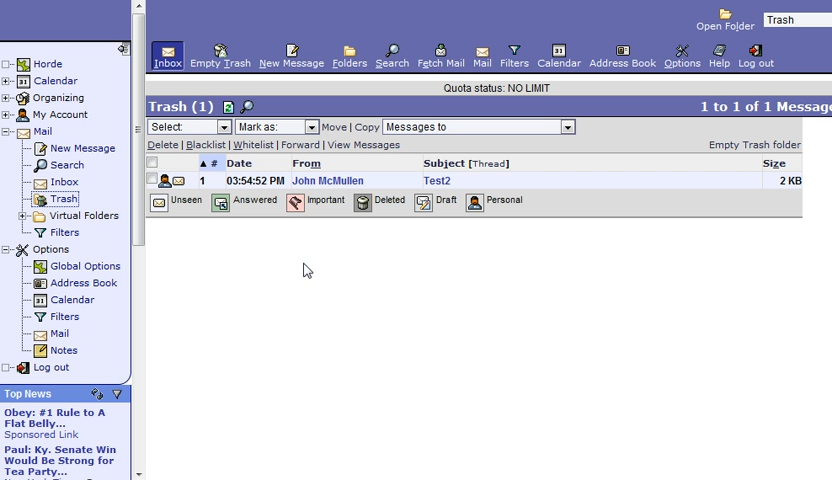 Open Folder
Trash
Inbox Empty Trash New Message Folders Search Fetch Mail Mail Filters Calendar Address Book Options Help Log out
Quota status: NO LIMIT
Trash (1)
1 to 1 of 1 Message
Select: Mark as: Move | Copy Messages to
Delete | Blacklist | Whitelist | Forward | View Messages
Empty Trash folder
# Date From Subject [Thread] Size
1 03:54:52 PM John McMullen Test2 2 KB
Unseen Answered Important Deleted Draft Personal
Horde
Calendar
Organizing
My Account
Mail
New Message
Search
Inbox
Trash
Virtual Folders
Filters
Options
Global Options
Address Book
Calendar
Filters
Mail
Notes
Log out
Top News
Obey: #1 Rule to A
Flat Belly...
Sponsored Link
Paul: Ky. Senate Win
Would Be Strong for
Tea Party...